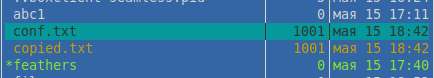 abc1 0 мая 15 17:11
conf.txt 1001 мая 15 18:42
copied.txt 1001 мая 15 18:42
*feathers 0 мая 15 17:40